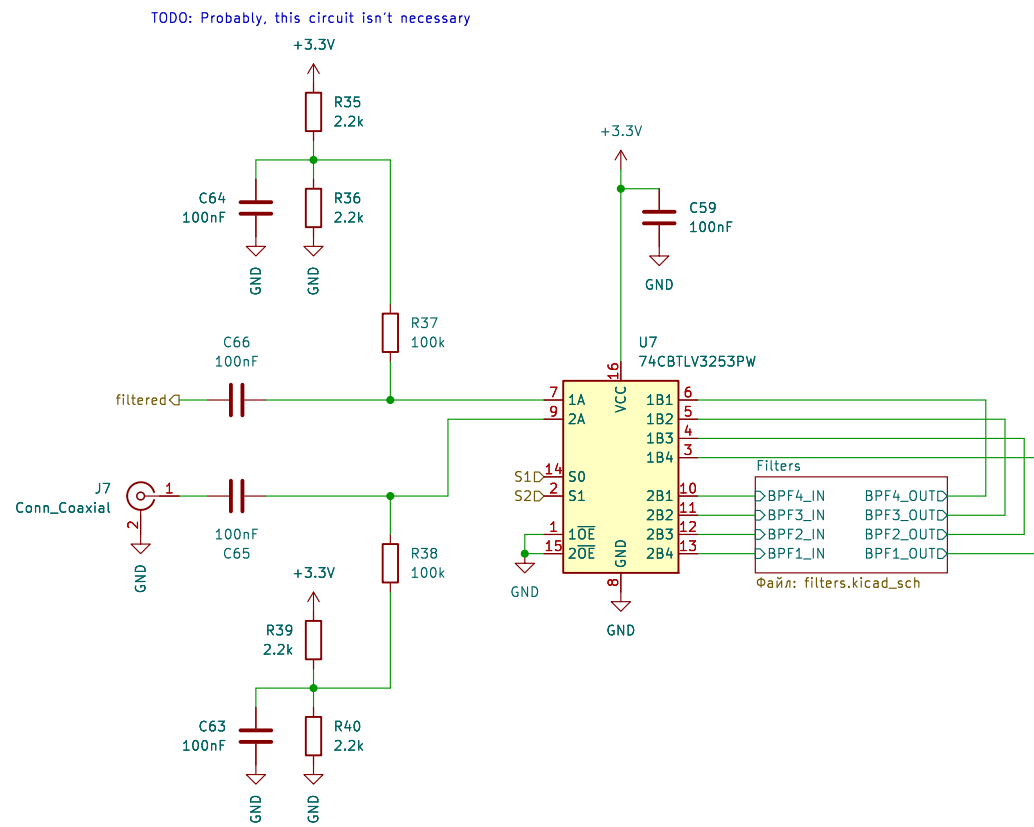 TODO: Probably, this circuit isn't necessary
+3.3V
R35
2.2k
C64
100nF
R36
2.2k
GND
GND
+3.3V
C59
100nF
GND
R37
100k
C66
100nF
filtered
U7
74CBTLV3253PW
16
VCC
7
1A
9
2A
14
S0
S1
2
S1
S2
1
1OE
15
2OE
GND
GND
8
GND
1B1
6
1B2
5
1B3
4
1B4
3
2B1
10
2B2
11
2B3
12
2B4
13
Filters
BPF4_IN
BPF4_OUT
BPF3_IN
BPF3_OUT
BPF2_IN
BPF2_OUT
BPF1_IN
BPF1_OUT
Файл: filters.kicad_sch
J7
Conn_Coaxial
1
2
GND
100nF
C65
R38
100k
+3.3V
R39
2.2k
C63
100nF
R40
2.2k
GND
GND